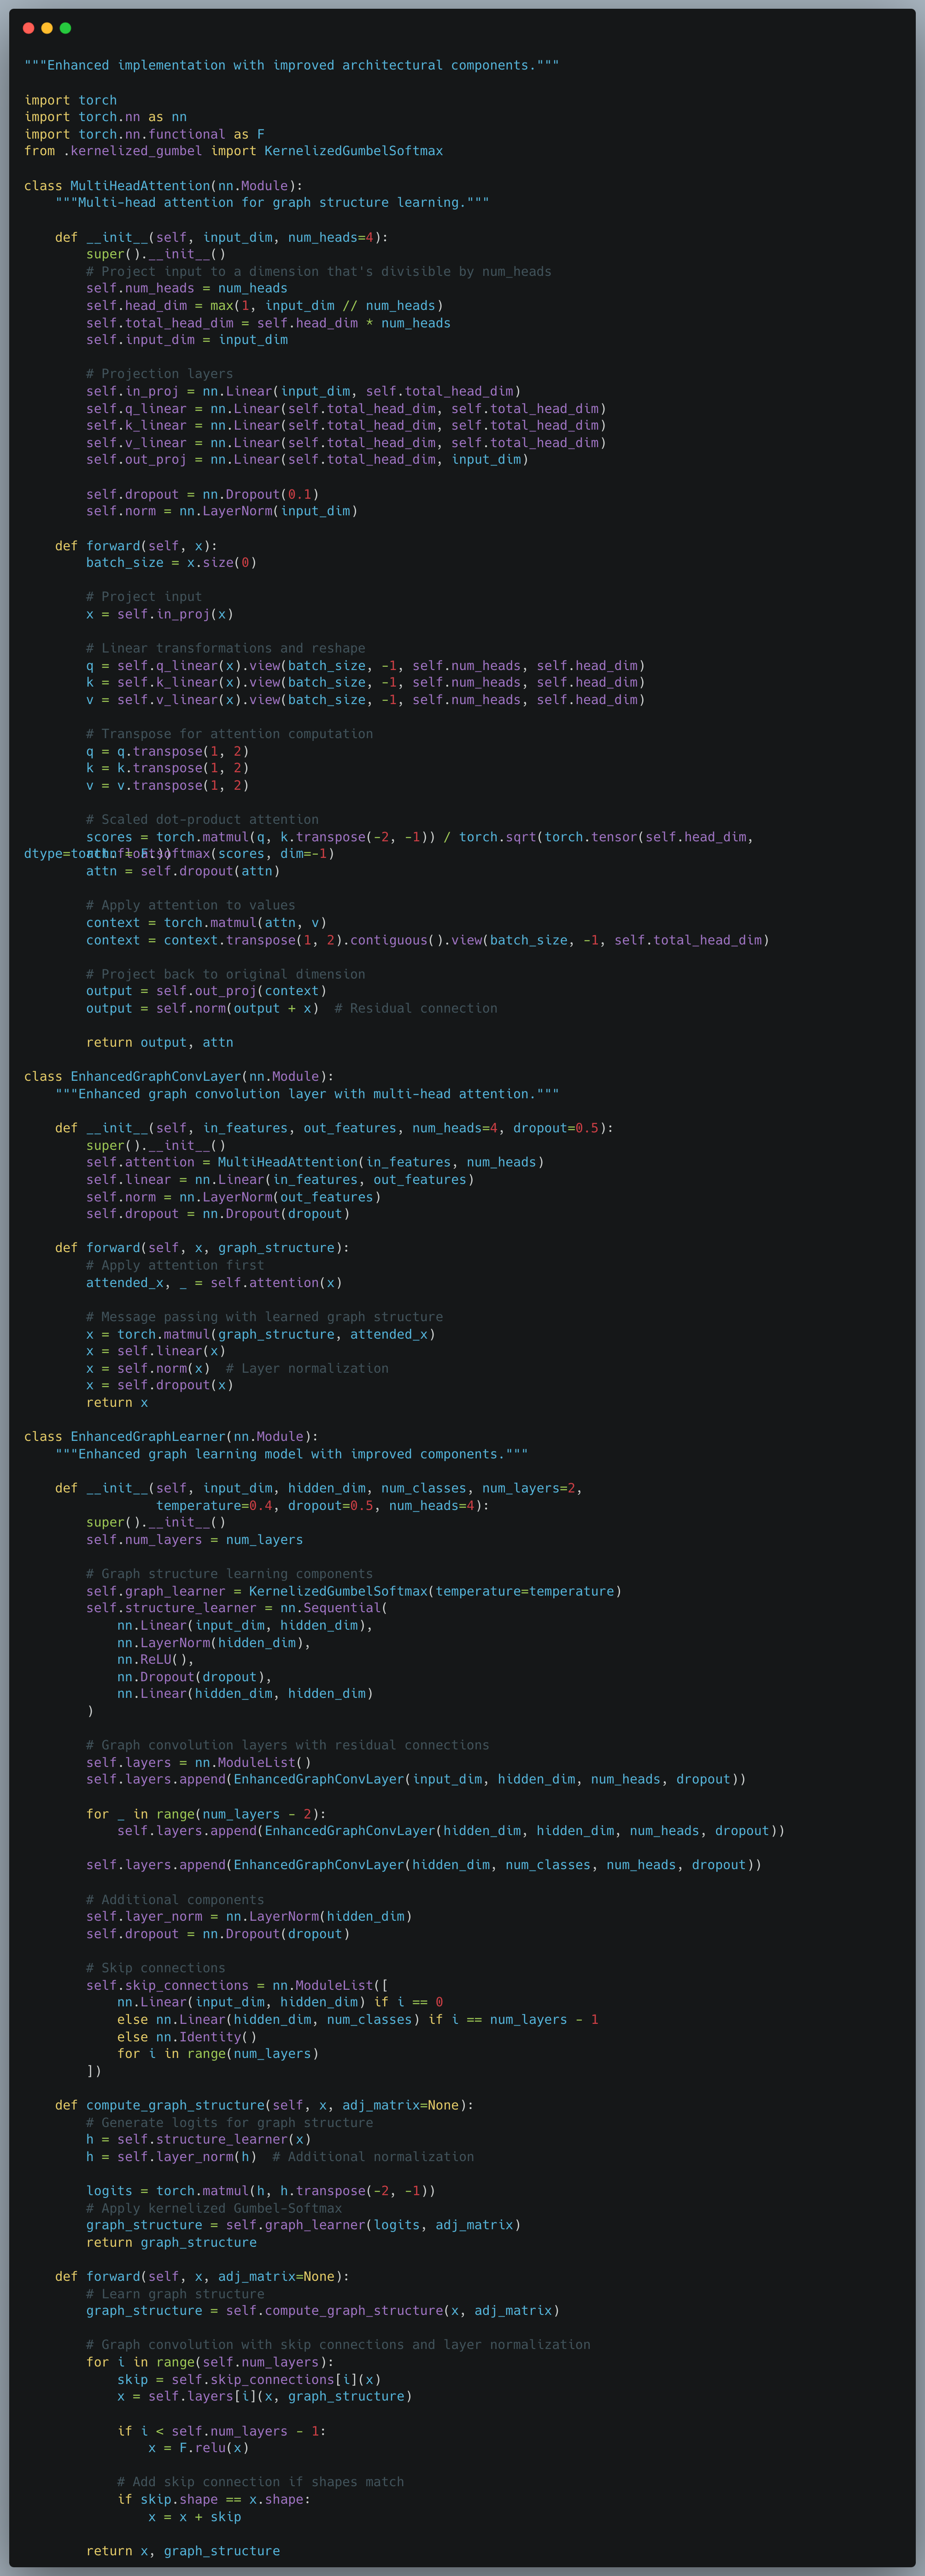 """Enhanced implementation with improved architectural components."""
import torch
import torch.nn as nn
import torch.nn.functional as F
from .kernelized_gumbel import KernelizedGumbelSoftmax
class MultiHeadAttention(nn.Module):
    """Multi-head attention for graph structure learning."""
    def __init__(self, input_dim, num_heads=4):
        super().__init__()
        # Project input to a dimension that's divisible by num_heads
        self.num_heads = num_heads
        self.head_dim = max(1, input_dim // num_heads)
        self.total_head_dim = self.head_dim * num_heads
        self.input_dim = input_dim
        # Projection layers
        self.in_proj = nn.Linear(input_dim, self.total_head_dim)
        self.q_linear = nn.Linear(self.total_head_dim, self.total_head_dim)
        self.k_linear = nn.Linear(self.total_head_dim, self.total_head_dim)
        self.v_linear = nn.Linear(self.total_head_dim, self.total_head_dim)
        self.out_proj = nn.Linear(self.total_head_dim, input_dim)
        self.dropout = nn.Dropout(0.1)
        self.norm = nn.LayerNorm(input_dim)
    def forward(self, x):
        batch_size = x.size(0)
        # Project input
        x = self.in_proj(x)
        # Linear transformations and reshape
        q = self.q_linear(x).view(batch_size, -1, self.num_heads, self.head_dim)
        k = self.k_linear(x).view(batch_size, -1, self.num_heads, self.head_dim)
        v = self.v_linear(x).view(batch_size, -1, self.num_heads, self.head_dim)
        # Transpose for attention computation
        q = q.transpose(1, 2)
        k = k.transpose(1, 2)
        v = v.transpose(1, 2)
        # Scaled dot-product attention
        scores = torch.matmul(q, k.transpose(-2, -1)) / torch.sqrt(torch.tensor(self.head_dim,
(scores, dim=-1)
        attn = self.dropout(attn)
        # Apply attention to values
        context = torch.matmul(attn, v)
        context = context.transpose(1, 2).contiguous().view(batch_size, -1, self.total_head_dim)
        # Project back to original dimension
        output = self.out_proj(context)
        output = self.norm(output + x)  # Residual connection
        return output, attn
class EnhancedGraphConvLayer(nn.Module):
    """Enhanced graph convolution layer with multi-head attention."""
    def __init__(self, in_features, out_features, num_heads=4, dropout=0.5):
        super().__init__()
        self.attention = MultiHeadAttention(in_features, num_heads)
        self.linear = nn.Linear(in_features, out_features)
        self.norm = nn.LayerNorm(out_features)
        self.dropout = nn.Dropout(dropout)
    def forward(self, x, graph_structure):
        # Apply attention first
        attended_x, _ = self.attention(x)
        # Message passing with learned graph structure
        x = torch.matmul(graph_structure, attended_x)
        x = self.linear(x)
        x = self.norm(x)  # Layer normalization
        x = self.dropout(x)
        return x
class EnhancedGraphLearner(nn.Module):
    """Enhanced graph learning model with improved components."""
    def __init__(self, input_dim, hidden_dim, num_classes, num_layers=2,
                 temperature=0.4, dropout=0.5, num_heads=4):
        super().__init__()
        self.num_layers = num_layers
        # Graph structure learning components
        self.graph_learner = KernelizedGumbelSoftmax(temperature=temperature)
        self.structure_learner = nn.Sequential(
            nn.Linear(input_dim, hidden_dim),
            nn.LayerNorm(hidden_dim),
            nn.ReLU(),
            nn.Dropout(dropout),
            nn.Linear(hidden_dim, hidden_dim)
        )
        # Graph convolution layers with residual connections
        self.layers = nn.ModuleList()
        self.layers.append(EnhancedGraphConvLayer(input_dim, hidden_dim, num_heads, dropout))
        for _ in range(num_layers - 2):
            self.layers.append(EnhancedGraphConvLayer(hidden_dim, hidden_dim, num_heads, dropout))
        self.layers.append(EnhancedGraphConvLayer(hidden_dim, num_classes, num_heads, dropout))
        # Additional components
        self.layer_norm = nn.LayerNorm(hidden_dim)
        self.dropout = nn.Dropout(dropout)
        # Skip connections
        self.skip_connections = nn.ModuleList([
            nn.Linear(input_dim, hidden_dim) if i == 0
            else nn.Linear(hidden_dim, num_classes) if i == num_layers - 1
            else nn.Identity()
            for i in range(num_layers)
        ])
    def compute_graph_structure(self, x, adj_matrix=None):
        # Generate logits for graph structure
        h = self.structure_learner(x)
        h = self.layer_norm(h)  # Additional normalization
        logits = torch.matmul(h, h.transpose(-2, -1))
        # Apply kernelized Gumbel-Softmax
        graph_structure = self.graph_learner(logits, adj_matrix)
        return graph_structure
    def forward(self, x, adj_matrix=None):
        # Learn graph structure
        graph_structure = self.compute_graph_structure(x, adj_matrix)
        # Graph convolution with skip connections and layer normalization
        for i in range(self.num_layers):
            skip = self.skip_connections[i](x)
            x = self.layers[i](x, graph_structure)
            if i < self.num_layers - 1:
                x = F.relu(x)
            # Add skip connection if shapes match
            if skip.shape == x.shape:
                x = x + skip
        return x, graph_structure